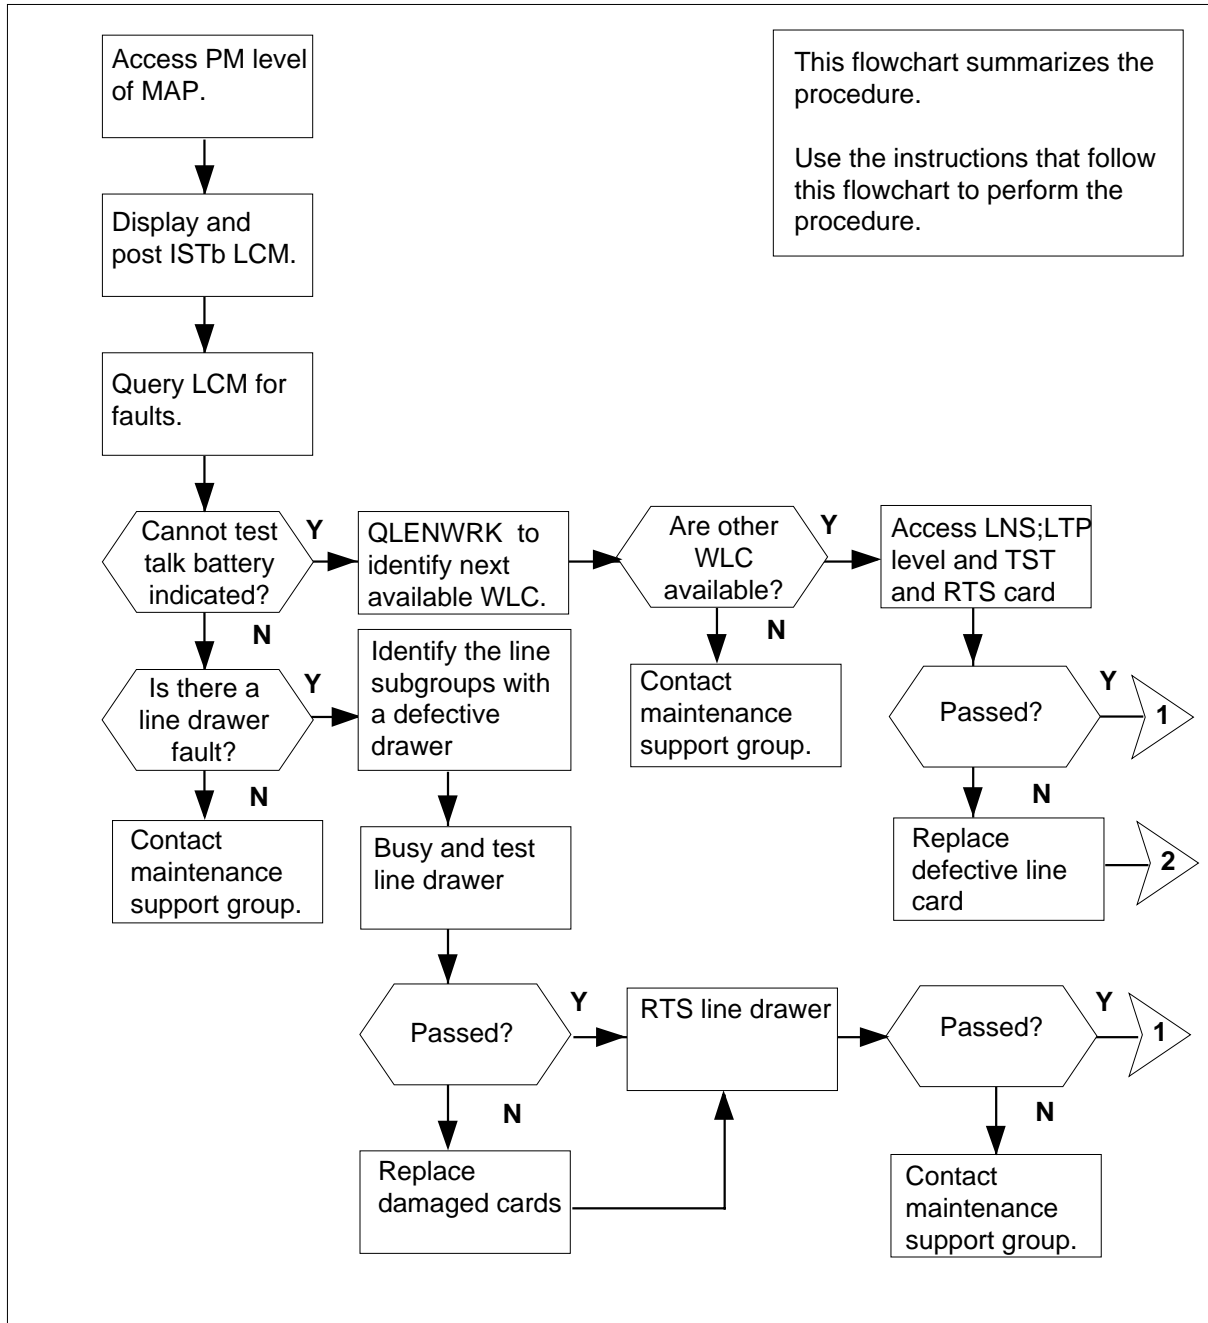 Access PM level
of MAP.
This flowchart summarizes the
procedure.
Use the instructions that follow
this flowchart to perform the
procedure.
Display and
post ISTb LCM.
Query LCM for
faults.
Cannot test
talk battery
indicated?
Y
N
QLENWRK to
identify next
available WLC.
Are other
WLC
available?
Y
N
Access LNS;LTP
level and TST
and RTS card
Is there a
line drawer
fault?
Y
N
Identify the line
subgroups with
a defective
drawer
Contact
maintenance
support group.
Passed?
Y
1
N
Contact
maintenance
support group.
Busy and test
line drawer
Replace
defective line
card
2
Passed?
Y
N
RTS line drawer
Passed?
Y
1
N
Replace
damaged cards
Contact
maintenance
support group.